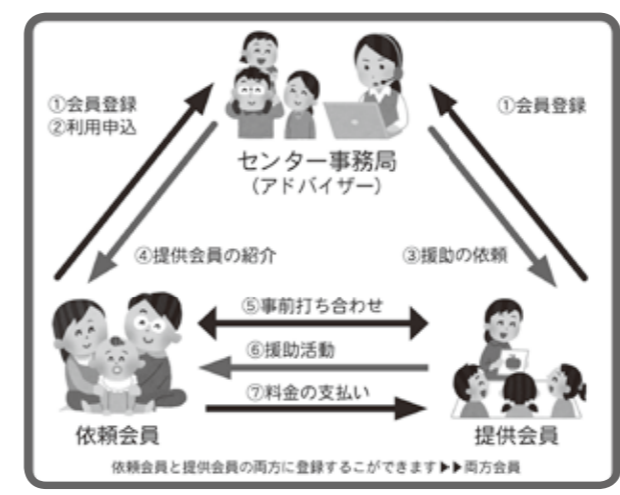 ①会員登録
②利用申込
①会員登録
センター事務局
(アドバイザー)
④提供会員の紹介
③援助の依頼
⑤事前打ち合わせ
⑥援助活動
⑦料金の支払い
依頼会員
提供会員
依頼会員と提供会員の両方に登録するこができます▶▶両方会員